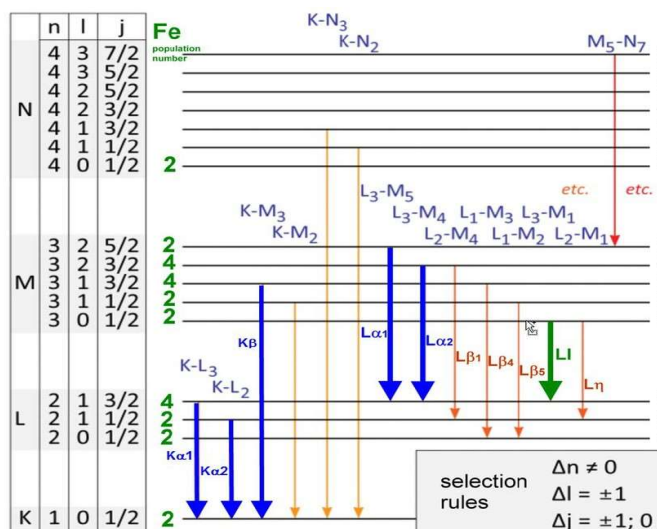 n l j Fe
population
number
K-N3
K-N2
M5-N7
N
4 3 7/2
4 3 5/2
4 2 5/2
4 2 3/2
4 1 3/2
4 1 1/2
4 0 1/2 2
etc. etc.
L3-M5
K-M3 L3-M4 L1-M3 L3-M1
K-M2 L2-M4 L1-M2 L2-M1
M
3 2 5/2 2
3 2 3/2 4
3 1 3/2 4
3 1 1/2 2
3 0 1/2 2
Kβ Lα1 Lα2 Lβ1 Lβ4 Lβ5 Ll Lη
K-L3
K-L2
L
2 1 3/2 4
2 1 1/2 2
2 0 1/2 2
Kα1 Kα2
K 1 0 1/2 2
selection
rules
Δn ≠ 0
Δl = ±1
Δj = ±1; 0